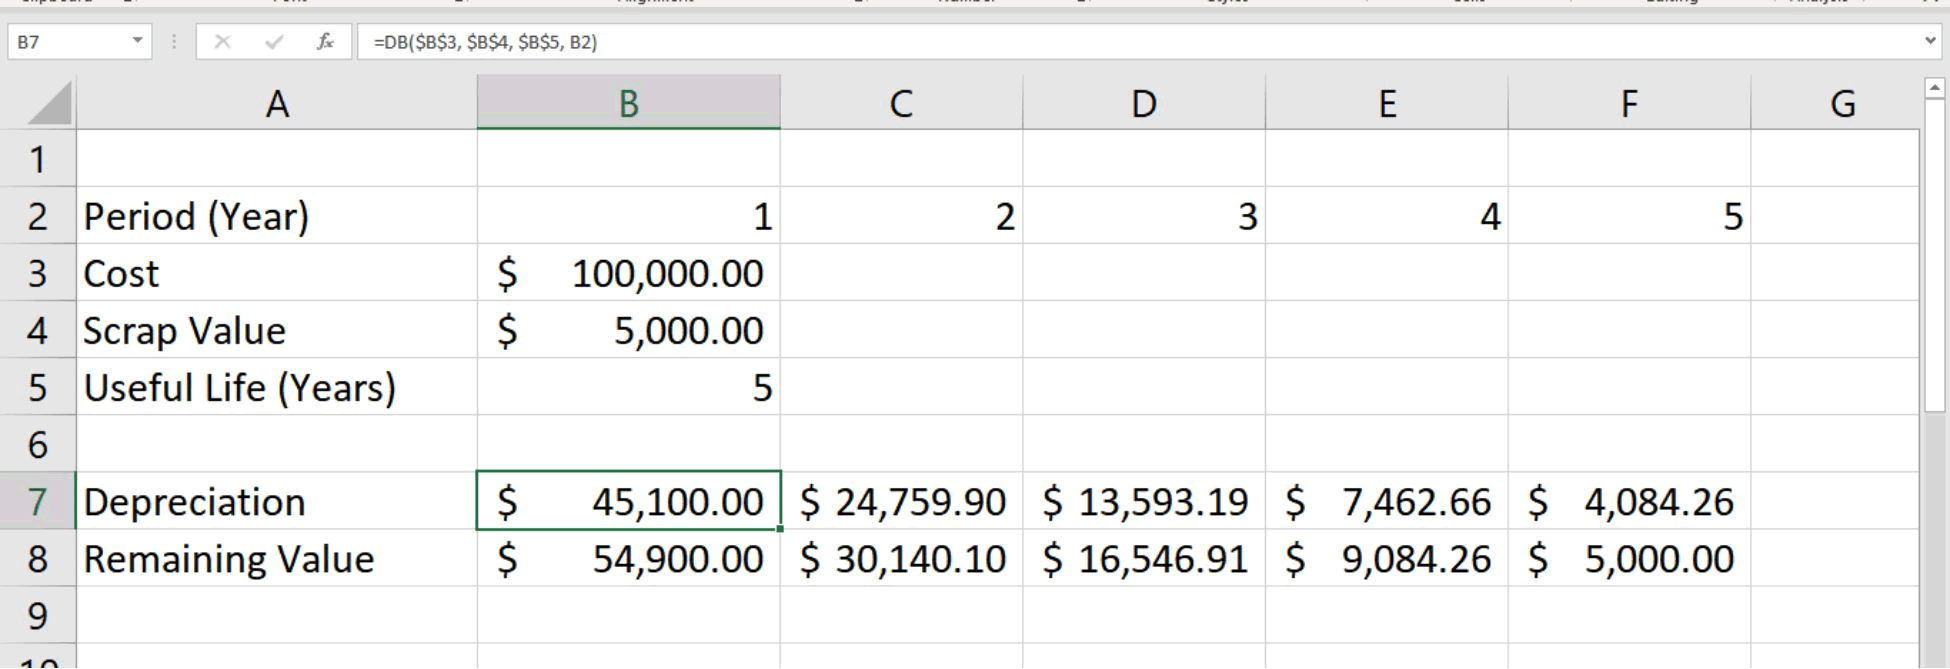 B7 fx =DB($B$3, $B$4, $B$5, B2)
A B C D E F G
1
2 Period (Year) 1 2 3 4 5
3 Cost $ 100,000.00
4 Scrap Value $ 5,000.00
5 Useful Life (Years) 5
6
7 Depreciation $ 45,100.00 $ 24,759.90 $ 13,593.19 $ 7,462.66 $ 4,084.26
8 Remaining Value $ 54,900.00 $ 30,140.10 $ 16,546.91 $ 9,084.26 $ 5,000.00
9
10